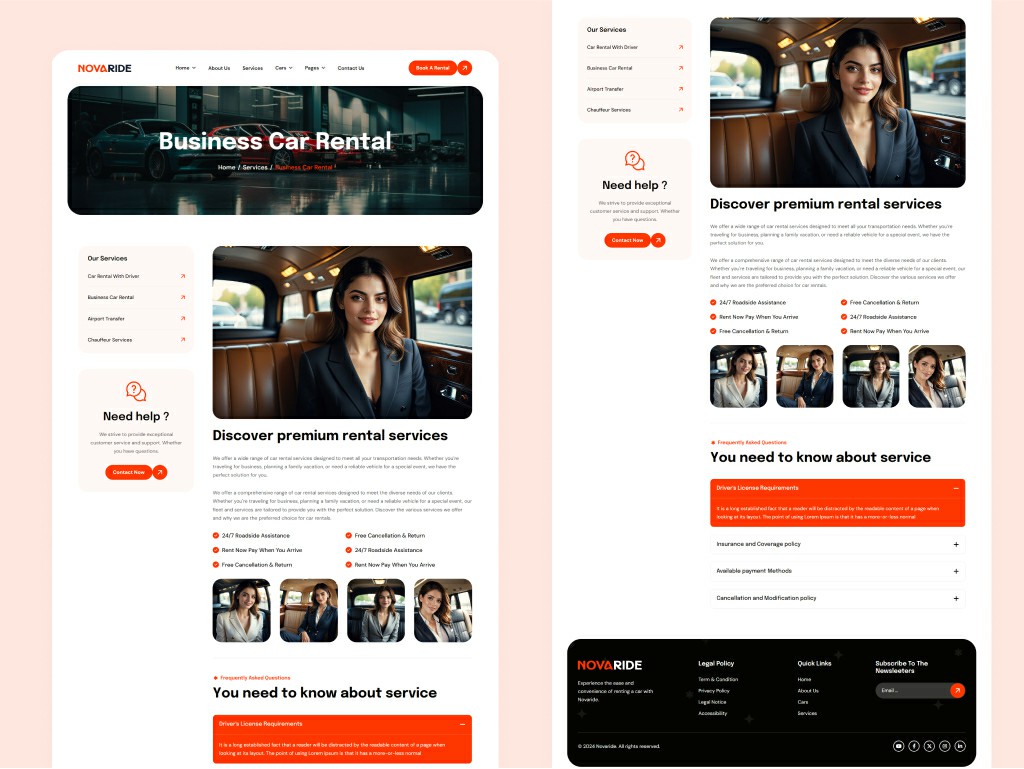 NOVARIDE
Home
About Us
Services
Cars
Pages
Contact Us
Book A Rental
Business Car Rental
Home / Services / Business Car Rental
Our Services
Car Rental With Driver
Business Car Rental
Airport Transfer
Chauffeur Services
Need help ?
We strive to provide exceptional
customer service and support. Whether
you have questions.
Contact Now
Discover premium rental services
We offer a wide range of car rental services designed to meet all your transportation needs. Whether you're
traveling for business, planning a family vacation, or need a reliable vehicle for a special event, we have the
perfect solution for you.
We offer a comprehensive range of car rental services designed to meet the diverse needs of our clients.
Whether you're traveling for business, planning a family vacation, or need a reliable vehicle for a special event, our
fleet and services are tailored to provide you with the perfect solution. Discover the various services we offer
and why we are the preferred choice for car rentals.
24/7 Roadside Assistance
Free Cancellation & Return
Rent Now Pay When You Arrive
24/7 Roadside Assistance
Free Cancellation & Return
Rent Now Pay When You Arrive
Frequently Asked Questions
You need to know about service
Driver's License Requirements
It is a long established fact that a reader will be distracted by the readable content of a page when
looking at its layout. The point of using Lorem Ipsum is that it has a more-or-less normal
Our Services
Car Rental With Driver
Business Car Rental
Airport Transfer
Chauffeur Services
Need help ?
We strive to provide exceptional
customer service and support. Whether
you have questions.
Contact Now
Discover premium rental services
We offer a wide range of car rental services designed to meet all your transportation needs. Whether you're
traveling for business, planning a family vacation, or need a reliable vehicle for a special event, we have the
perfect solution for you.
We offer a comprehensive range of car rental services designed to meet the diverse needs of our clients.
Whether you're traveling for business, planning a family vacation, or need a reliable vehicle for a special event, our
fleet and services are tailored to provide you with the perfect solution. Discover the various services we offer
and why we are the preferred choice for car rentals.
24/7 Roadside Assistance
Free Cancellation & Return
Rent Now Pay When You Arrive
24/7 Roadside Assistance
Free Cancellation & Return
Rent Now Pay When You Arrive
Frequently Asked Questions
You need to know about service
Driver's License Requirements
It is a long established fact that a reader will be distracted by the readable content of a page when
looking at its layout. The point of using Lorem Ipsum is that it has a more-or-less normal
Insurance and Coverage policy
Available payment Methods
Cancellation and Modification policy
NOVARIDE
Experience the ease and
convenience of renting a car with
Novaride.
Legal Policy
Term & Condition
Privacy Policy
Legal Notice
Accessibility
Quick Links
Home
About Us
Cars
Services
Subscribe To The
Newsleeters
Email ...
© 2024 Novaride. All rights reserved.